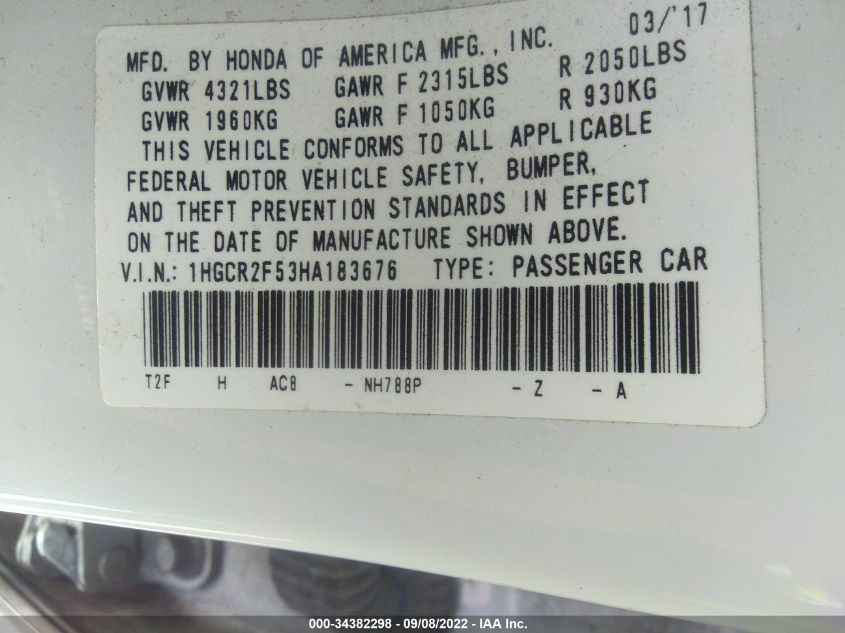 03/'17
MFD. BY HONDA OF AMERICA MFG., INC.
GVWR 4321LBS GAWR F 2315LBS R 2050LBS
GVWR 1960KG GAWR F 1050KG R 930KG
THIS VEHICLE CONFORMS TO ALL APPLICABLE
FEDERAL MOTOR VEHICLE SAFETY, BUMPER,
AND THEFT PREVENTION STANDARDS IN EFFECT
ON THE DATE OF MANUFACTURE SHOWN ABOVE.
V.I.N.: 1HGCR2F53HA183676 TYPE: PASSENGER CAR
T2F H AC8 - NH788P - Z - A
000-34382298 - 09/08/2022 - IAA Inc.